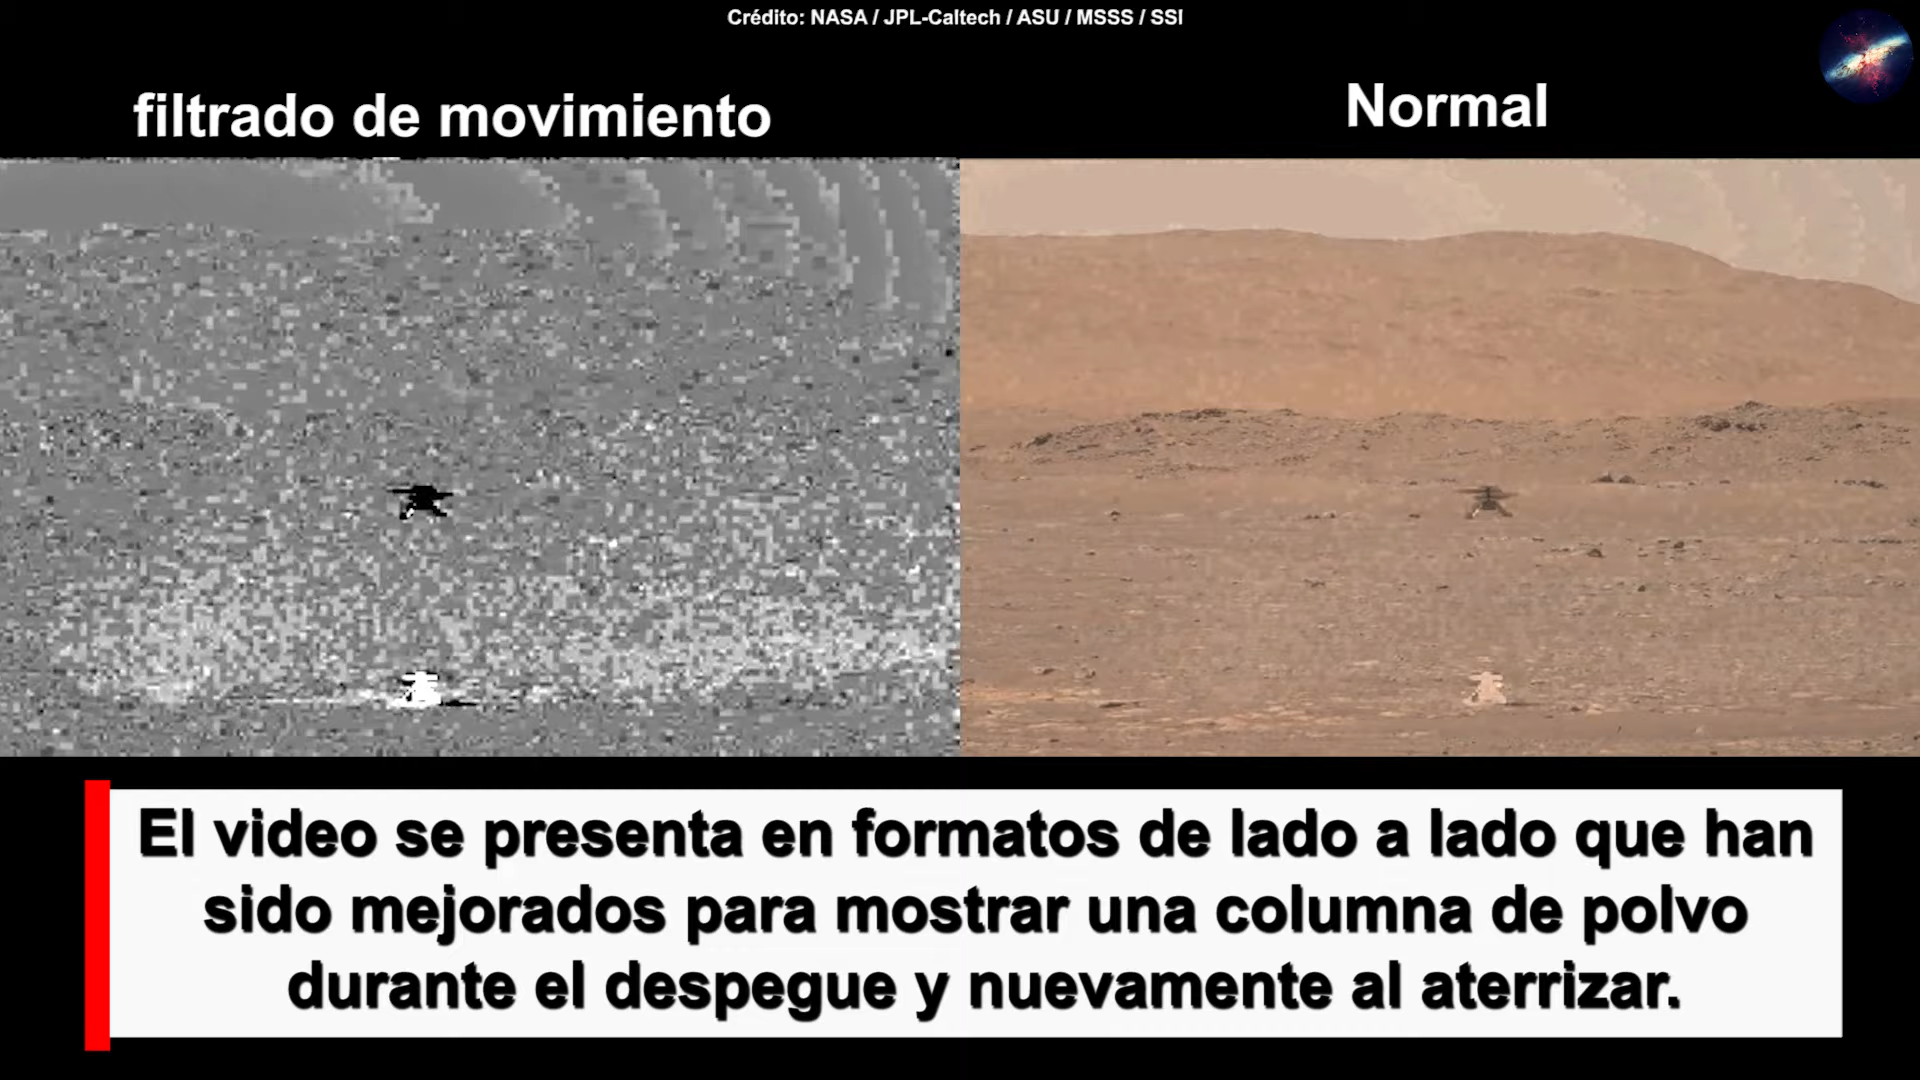 Crédito: NASA / JPL-Caltech / ASU / MSSS / SSI
filtrado de movimiento
Normal
El video se presenta en formatos de lado a lado que han
sido mejorados para mostrar una columna de polvo
durante el despegue y nuevamente al aterrizar.